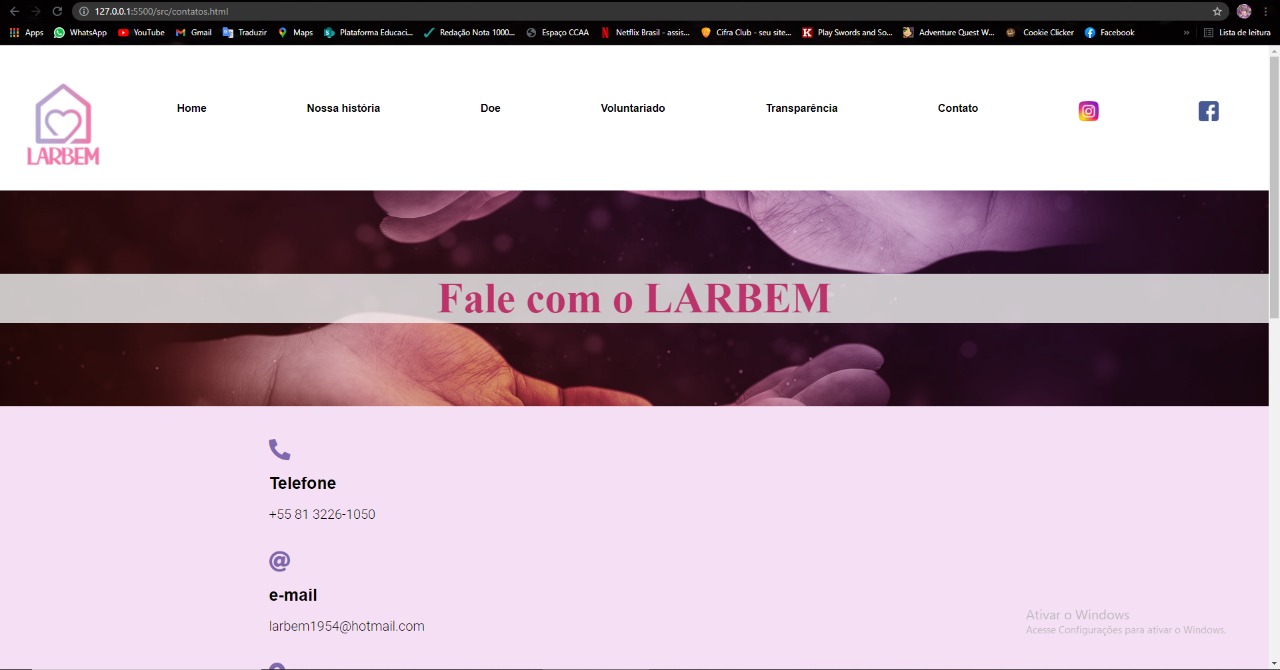 127.0.0.1:5500/src/contatos.html
Apps WhatsApp YouTube Gmail Traduzir Maps Plataforma Educaci... Redação Nota 1000... Espaço CCAA Netflix Brasil - assis... Cifra Club - seu site... Play Swords and So... Adventure Quest W... Cookie Clicker Facebook » Lista de leitura
LARBEM
Home Nossa história Doe Voluntariado Transparência Contato
Fale com o LARBEM
Telefone
+55 81 3226-1050
e-mail
larbem1954@hotmail.com
Ativar o Windows
Acesse Configurações para ativar o Windows.